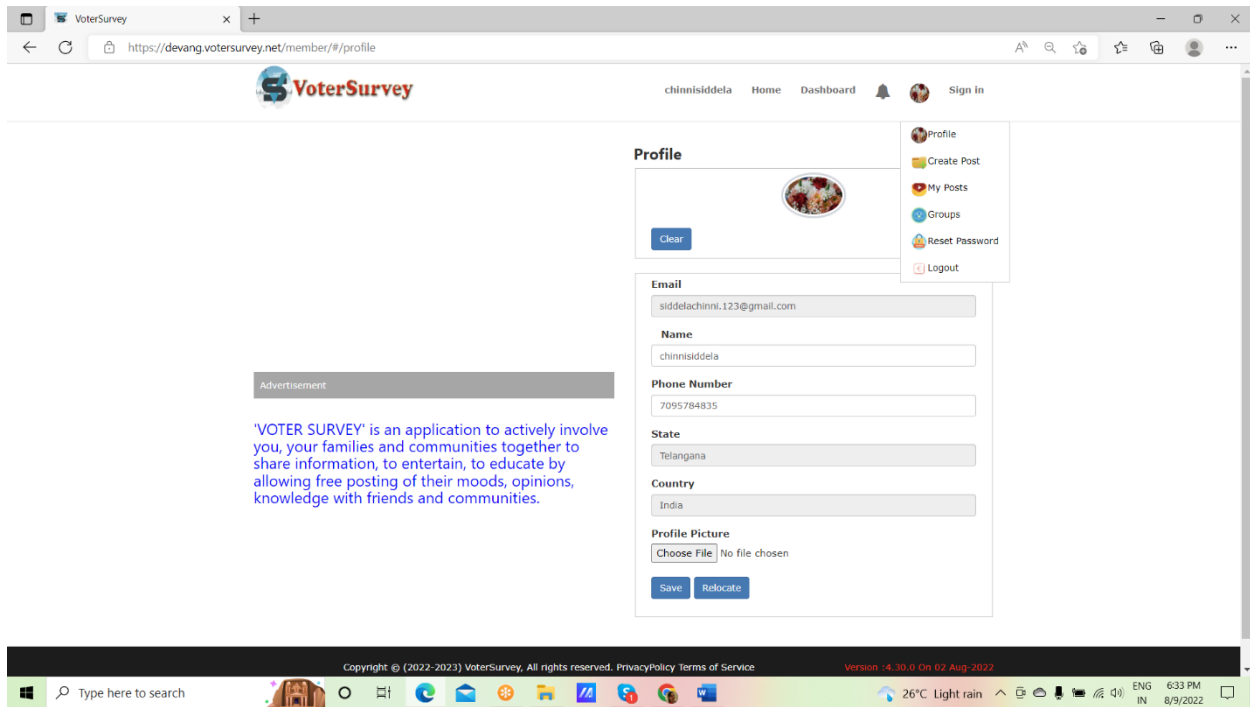 VoterSurvey
https://devang.votersurvey.net/member/#/profile
VoterSurvey
chinnisiddela Home Dashboard Sign in
Profile
Create Post
My Posts
Groups
Reset Password
Logout
Profile
Clear
Email
siddelachinni.123@gmail.com
Name
chinnisiddela
Phone Number
7095784835
State
Telangana
Country
India
Profile Picture
Choose File No file chosen
Save Relocate
Advertisement
'VOTER SURVEY' is an application to actively involve
you, your families and communities together to
share information, to entertain, to educate by
allowing free posting of their moods, opinions,
knowledge with friends and communities.
Copyright © (2022-2023) VoterSurvey, All rights reserved. PrivacyPolicy Terms of Service
Version :4.30.0 On 02 Aug-2022
Type here to search
26°C Light rain
ENG
IN
6:33 PM
8/9/2022